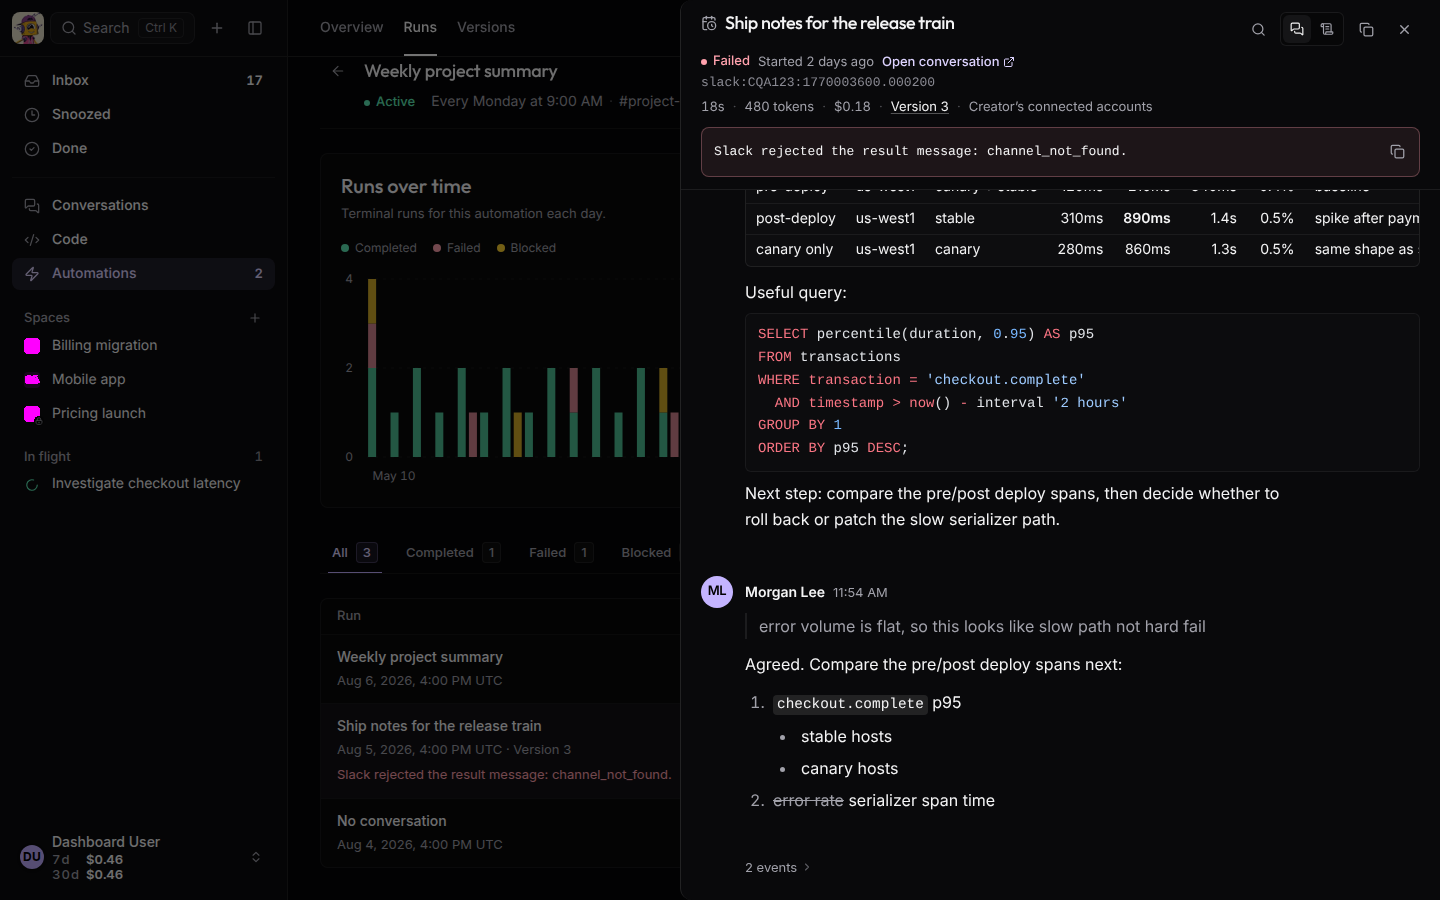 Search Ctrl K
Inbox 17
Snoozed
Done
Conversations
Code
Automations 2
Spaces
Billing migration
Mobile app
Pricing launch
In flight 1
Investigate checkout latency
DU
Dashboard User
7d $0.46
30d $0.46
Overview Runs Versions
Weekly project summary
Active Every Monday at 9:00 AM · #project-
Runs over time
Terminal runs for this automation each day.
Completed Failed Blocked
4
2
0
May 10
All 3 Completed 1 Failed 1 Blocked
Run
Weekly project summary
Aug 6, 2026, 4:00 PM UTC
Ship notes for the release train
Aug 5, 2026, 4:00 PM UTC · Version 3
Slack rejected the result message: channel_not_found.
No conversation
Aug 4, 2026, 4:00 PM UTC
Ship notes for the release train
Failed Started 2 days ago Open conversation
slack:CQA123:1770003600.000200
18s · 480 tokens · $0.18 · Version 3 · Creator's connected accounts
Slack rejected the result message: channel_not_found.
post-deploy us-west1 stable 310ms 890ms 1.4s 0.5% spike after paym
canary only us-west1 canary 280ms 860ms 1.3s 0.5% same shape as
Useful query:
SELECT percentile(duration, 0.95) AS p95
FROM transactions
WHERE transaction = 'checkout.complete'
AND timestamp > now() - interval '2 hours'
GROUP BY 1
ORDER BY p95 DESC;
Next step: compare the pre/post deploy spans, then decide whether to
roll back or patch the slow serializer path.
ML
Morgan Lee 11:54 AM
error volume is flat, so this looks like slow path not hard fail
Agreed. Compare the pre/post deploy spans next:
1. checkout.complete p95
• stable hosts
• canary hosts
2. error rate serializer span time
2 events